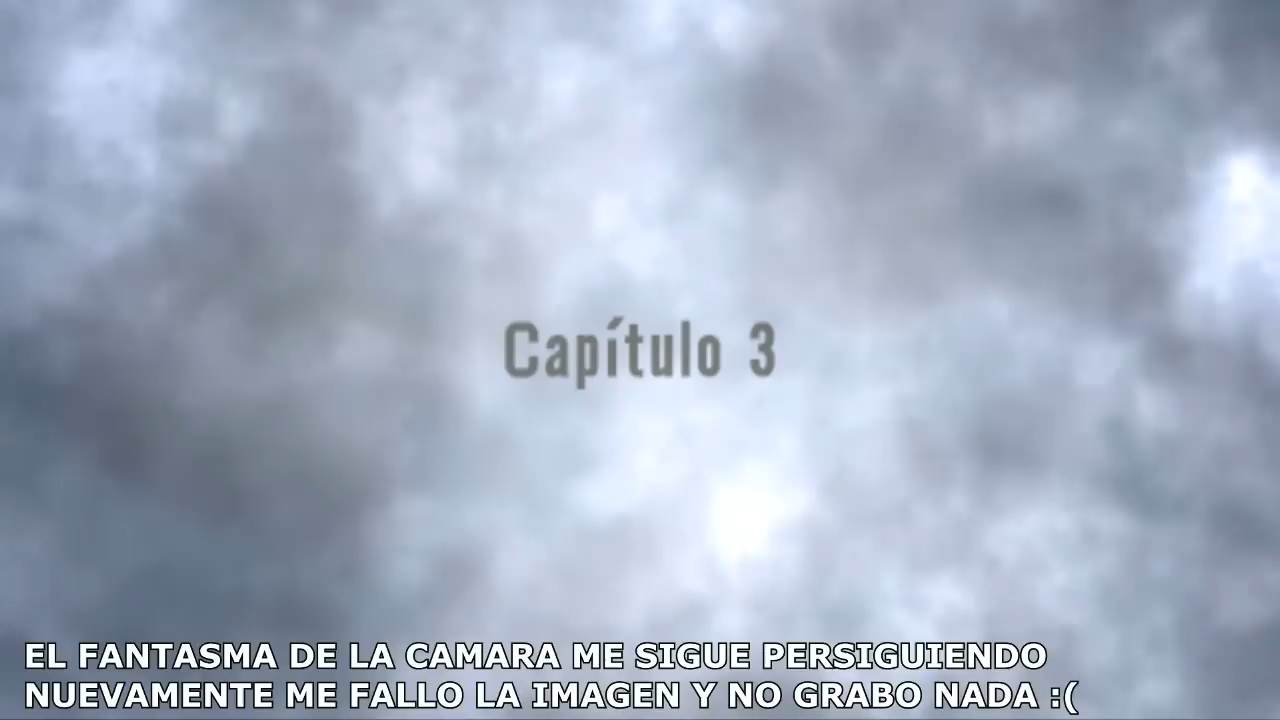 Capítulo 3
EL FANTASMA DE LA CAMARA ME SIGUE PERSIGUIENDO
NUEVAMENTE ME FALLO LA IMAGEN Y NO GRABO NADA :(